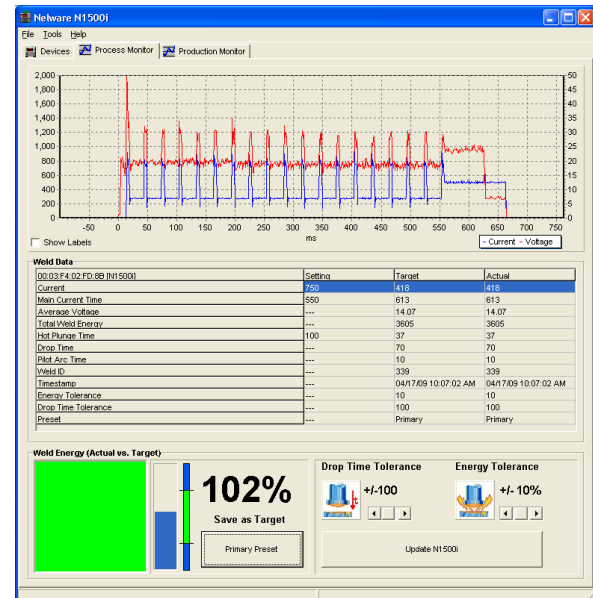 Nelware N1500i
File Tools Help
Devices Process Monitor Production Monitor
2,000 50
1,800 45
1,600 40
1,400 35
1,200 30
1,000 25
800 20
600 15
400 10
200 5
0 0
-50 0 50 100 150 200 250 300 350 400 450 500 550 600 650 700 750
ms
Show Labels - Current - Voltage
Weld Data
00:03:F4:02:FD:8B [N1500i] Setting Target Actual
Current 750 418 418
Main Current Time 550 613 613
Average Voltage --- 14.07 14.07
Total Weld Energy --- 3605 3605
Hot Plunge Time 100 37 37
Drop Time --- 70 70
Pilot Arc Time --- 10 10
Weld ID --- 339 339
Timestamp --- 04/17/09 10:07:02 AM 04/17/09 10:07:02 AM
Energy Tolerance --- 10 10
Drop Time Tolerance --- 100 100
Preset --- Primary Primary
Weld Energy (Actual vs. Target)
102%
Save as Target
Primary Preset
Drop Time Tolerance Energy Tolerance
t +/-100 +/- 10%
Update N1500i